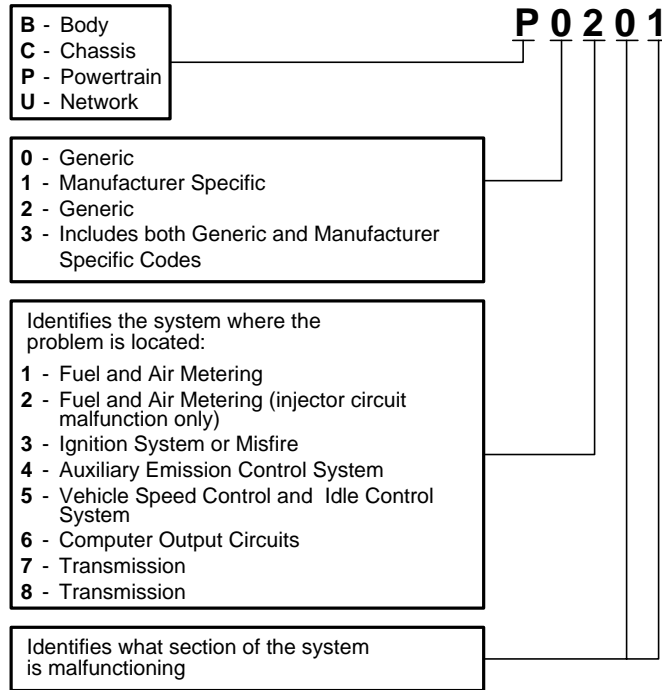 P 0 2 0 1
B - Body
C - Chassis
P - Powertrain
U - Network
0 - Generic
1 - Manufacturer Specific
2 - Generic
3 - Includes both Generic and Manufacturer
Specific Codes
Identifies the system where the
problem is located:
1 - Fuel and Air Metering
2 - Fuel and Air Metering (injector circuit
malfunction only)
3 - Ignition System or Misfire
4 - Auxiliary Emission Control System
5 - Vehicle Speed Control and Idle Control
System
6 - Computer Output Circuits
7 - Transmission
8 - Transmission
Identifies what section of the system
is malfunctioning